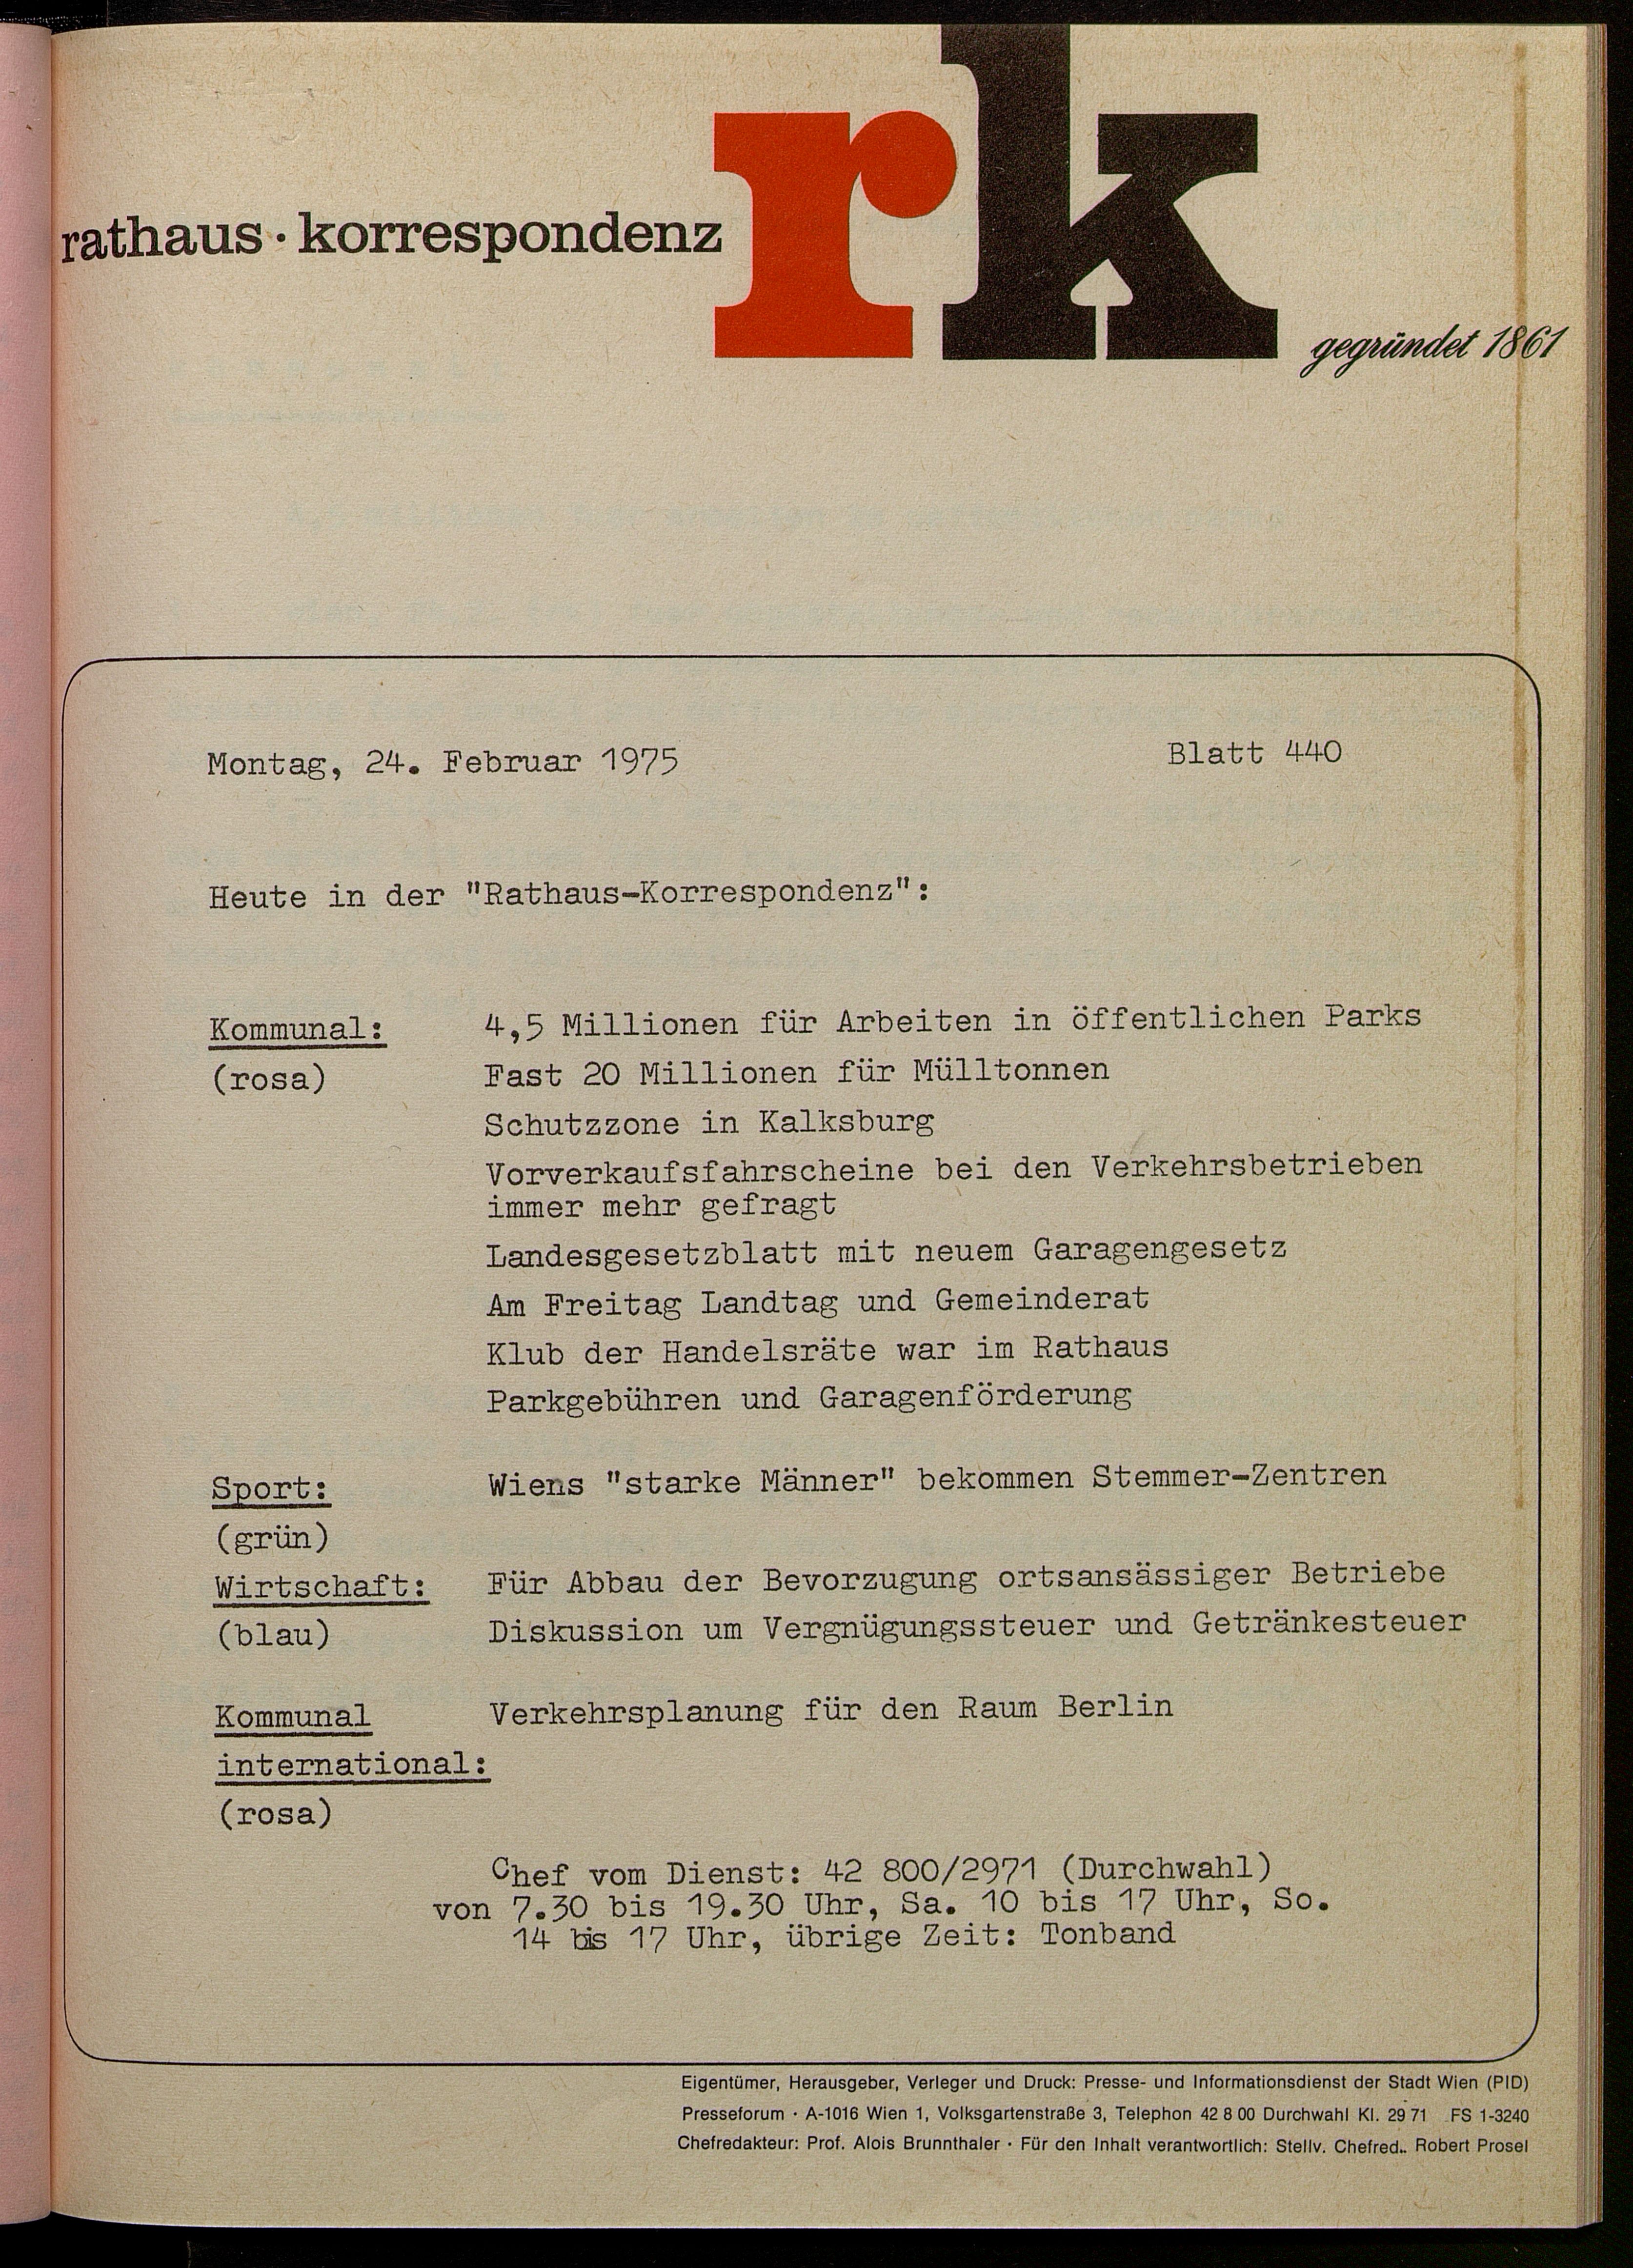 rathaus · korrespondenz
rk
gegründet 1861
Montag, 24. Februar 1975 Blatt 440
Heute in der "Rathaus-Korrespondenz":
Kommunal: 4,5 Millionen für Arbeiten in öffentlichen Parks
(rosa) Fast 20 Millionen für Mülltonnen
Schutzzone in Kalksburg
Vorverkaufsfahrscheine bei den Verkehrsbetrieben
immer mehr gefragt
Landesgesetzblatt mit neuem Garagengesetz
Am Freitag Landtag und Gemeinderat
Klub der Handelsräte war im Rathaus
Parkgebühren und Garagenförderung
Sport: Wiens "starke Männer" bekommen Stemmer-Zentren
(grün)
Wirtschaft: Für Abbau der Bevorzugung ortsansässiger Betriebe
(blau) Diskussion um Vergnügungssteuer und Getränkesteuer
Kommunal Verkehrsplanung für den Raum Berlin
international:
(rosa)
Chef vom Dienst: 42 800/2971 (Durchwahl)
von 7.30 bis 19.30 Uhr, Sa. 10 bis 17 Uhr, So.
14 bis 17 Uhr, übrige Zeit: Tonband
Eigentümer, Herausgeber, Verleger und Druck: Presse- und Informationsdienst der Stadt Wien (PID)
Presseforum · A-1016 Wien 1, Volksgartenstraße 3, Telephon 42 8 00 Durchwahl Kl. 29 71 FS 1-3240
Chefredakteur: Prof. Alois Brunnthaler · Für den Inhalt verantwortlich: Stellv. Chefred.. Robert Prosel